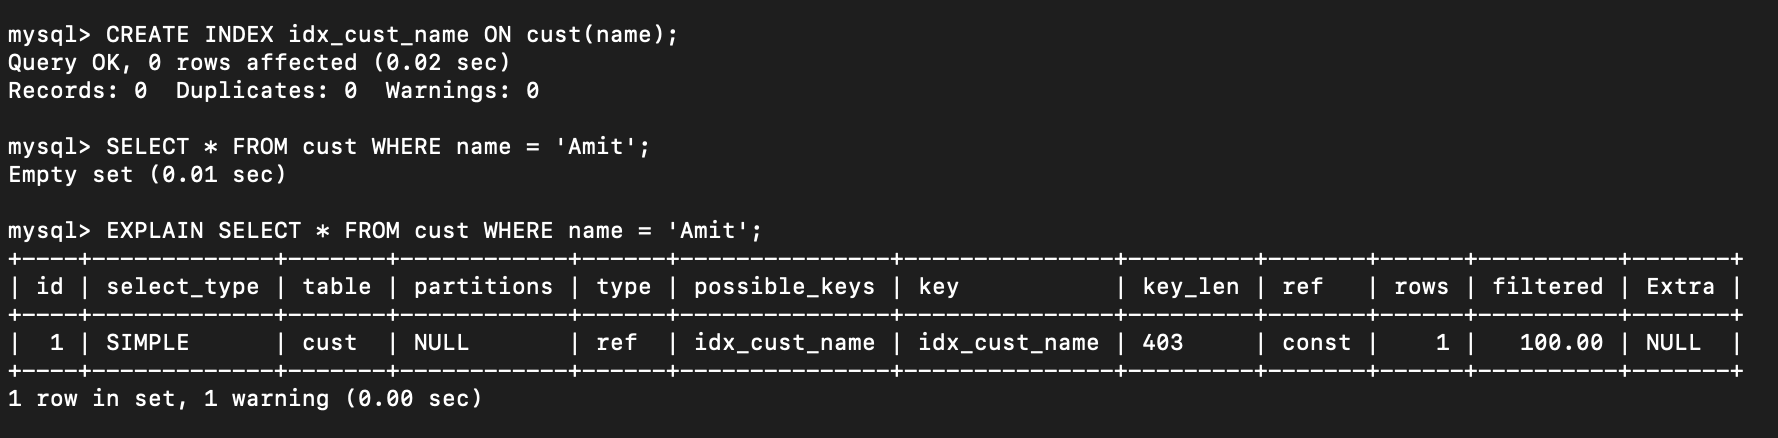 mysql> CREATE INDEX idx_cust_name ON cust(name);
Query OK, 0 rows affected (0.02 sec)
Records: 0  Duplicates: 0  Warnings: 0

mysql> SELECT * FROM cust WHERE name = 'Amit';
Empty set (0.01 sec)

mysql> EXPLAIN SELECT * FROM cust WHERE name = 'Amit';
+----+-------------+-------+------------+------+---------------+---------------+---------+-------+------+----------+-------+
| id | select_type | table | partitions | type | possible_keys | key           | key_len | ref   | rows | filtered | Extra |
+----+-------------+-------+------------+------+---------------+---------------+---------+-------+------+----------+-------+
|  1 | SIMPLE      | cust  | NULL       | ref  | idx_cust_name | idx_cust_name | 403     | const |    1 |   100.00 | NULL  |
+----+-------------+-------+------------+------+---------------+---------------+---------+-------+------+----------+-------+
1 row in set, 1 warning (0.00 sec)